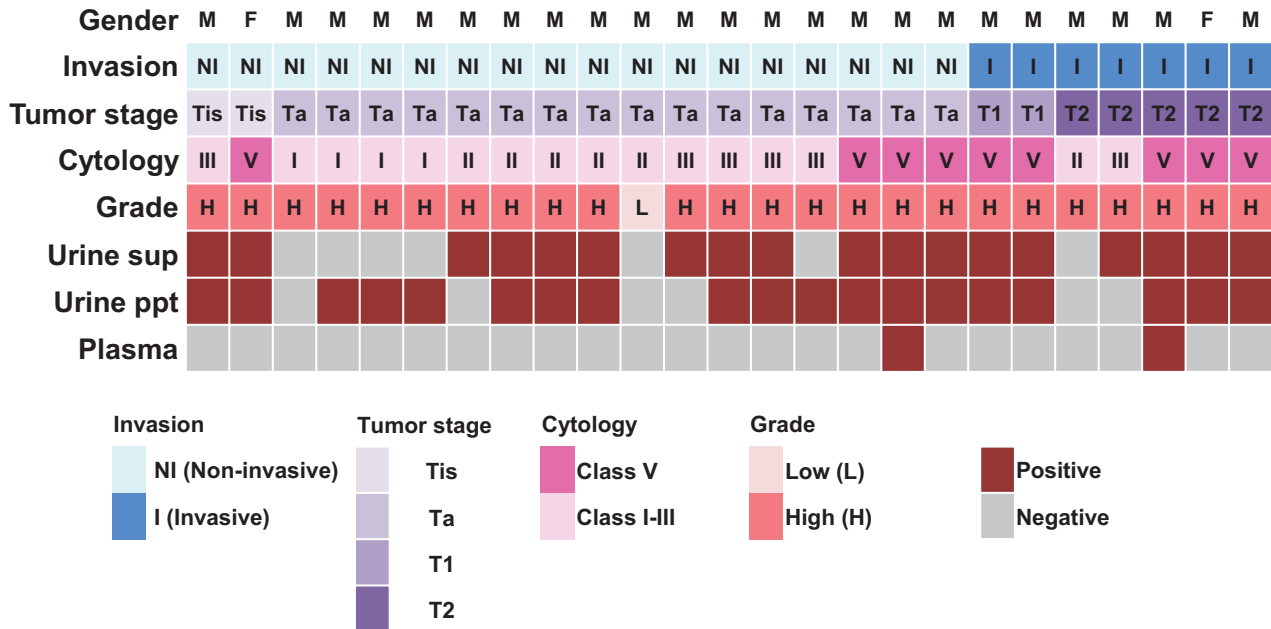 Gender M F M M M M M M M M M M M M M M M M M M M M M F M
Invasion NI NI NI NI NI NI NI NI NI NI NI NI NI NI NI NI NI NI I I I I I I I
Tumor stage Tis Tis Ta Ta Ta Ta Ta Ta Ta Ta Ta Ta Ta Ta Ta Ta Ta Ta T1 T1 T2 T2 T2 T2 T2
Cytology III V I I I I II II II II II III III III III V V V V V II III V V V
Grade H H H H H H H H H H L H H H H H H H H H H H H H H
Urine sup
Urine ppt
Plasma
Invasion Tumor stage Cytology Grade
NI (Non-invasive) Tis Class V Low (L) Positive
I (Invasive) Ta Class I-III High (H) Negative
T1
T2